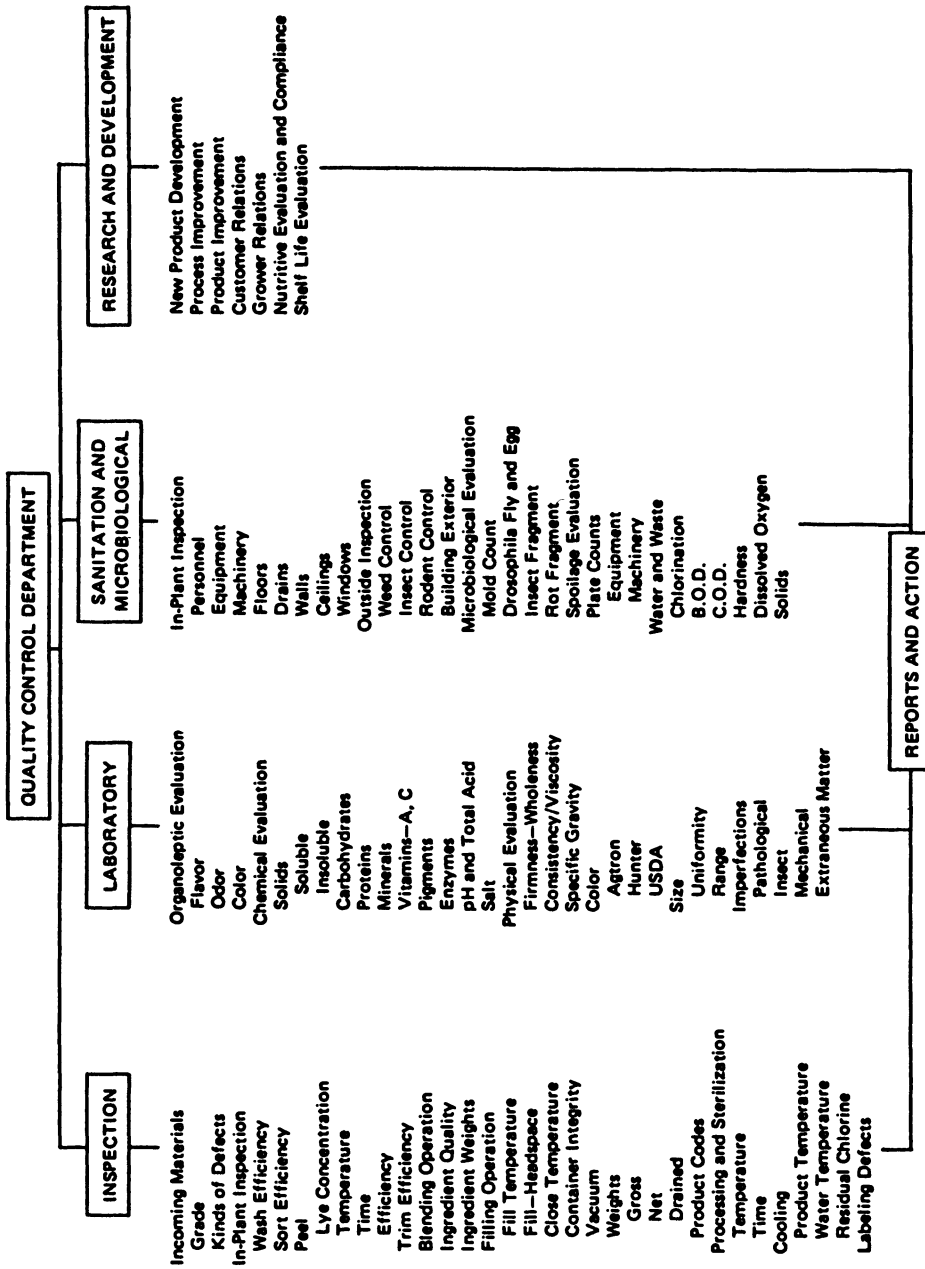 QUALITY CONTROL DEPARTMENT
INSPECTION
Incoming Materials
Grade
Kinds of Defects
In-Plant Inspection
Wash Efficiency
Sort Efficiency
Peel
Lye Concentration
Temperature
Time
Efficiency
Trim Efficiency
Blending Operation
Ingredient Quality
Ingredient Weights
Filling Operation
Fill Temperature
Fill—Headspace
Close Temperature
Container Integrity
Vacuum
Weights
Gross
Net
Drained
Product Codes
Processing and Sterilization
Temperature
Time
Cooling
Product Temperature
Water Temperature
Residual Chlorine
Labeling Defects
LABORATORY
Organoleptic Evaluation
Flavor
Odor
Color
Chemical Evaluation
Solids
Soluble
Insoluble
Carbohydrates
Proteins
Minerals
Vitamins—A, C
Pigments
Enzymes
pH and Total Acid
Salt
Physical Evaluation
Firmness—Wholeness
Consistency/Viscosity
Specific Gravity
Color
Agtron
Hunter
USDA
Size
Uniformity
Range
Imperfections
Pathological
Insect
Mechanical
Extraneous Matter
SANITATION AND
MICROBIOLOGICAL
In-Plant Inspection
Personnel
Equipment
Machinery
Floors
Drains
Walls
Ceilings
Windows
Outside Inspection
Weed Control
Insect Control
Rodent Control
Building Exterior
Microbiological Evaluation
Mold Count
Drosophila Fly and Egg
Insect Fragment
Rot Fragment
Spoilage Evaluation
Plate Counts
Equipment
Machinery
Water and Waste
Chlorination
B.O.D.
C.O.D.
Hardness
Dissolved Oxygen
Solids
RESEARCH AND DEVELOPMENT
New Product Development
Process Improvement
Product Improvement
Customer Relations
Grower Relations
Nutritive Evaluation and Compliance
Shelf Life Evaluation
REPORTS AND ACTION